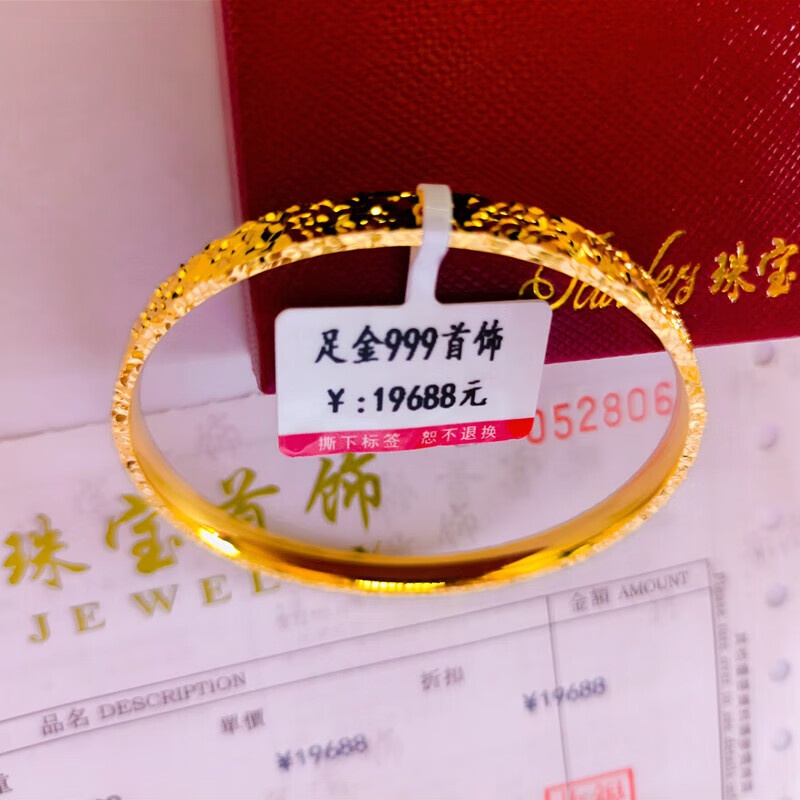 Jewelers 珠宝
足金999首饰
¥:19688元
撕下标签 恕不退换
052806
珠宝首饰
JEWEL
金額 AMOUNT
品名 DESCRIPTION
折扣
單價
¥19688
¥19688